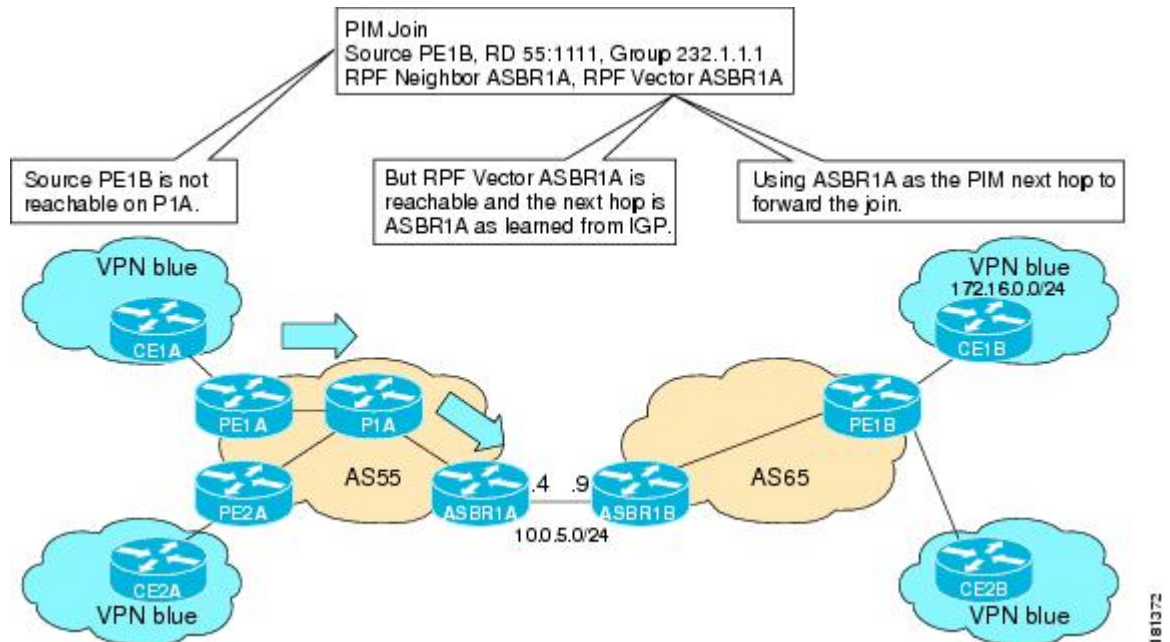 PIM Join
Source PE1B, RD 55:1111, Group 232.1.1.1
RPF Neighbor ASBR1A, RPF Vector ASBR1A
Source PE1B is not
reachable on P1A.
But RPF Vector ASBR1A is
reachable and the next hop is
ASBR1A as learned from IGP.
Using ASBR1A as the PIM next hop to
forward the join.
VPN blue
CE1A
VPN blue
172.16.0.0/24
CE1B
PE1A
P1A
PE1B
AS55
AS65
PE2A
ASBR1A
.4
.9
ASBR1B
10.0.5.0/24
CE2A
VPN blue
CE2B
VPN blue
181372